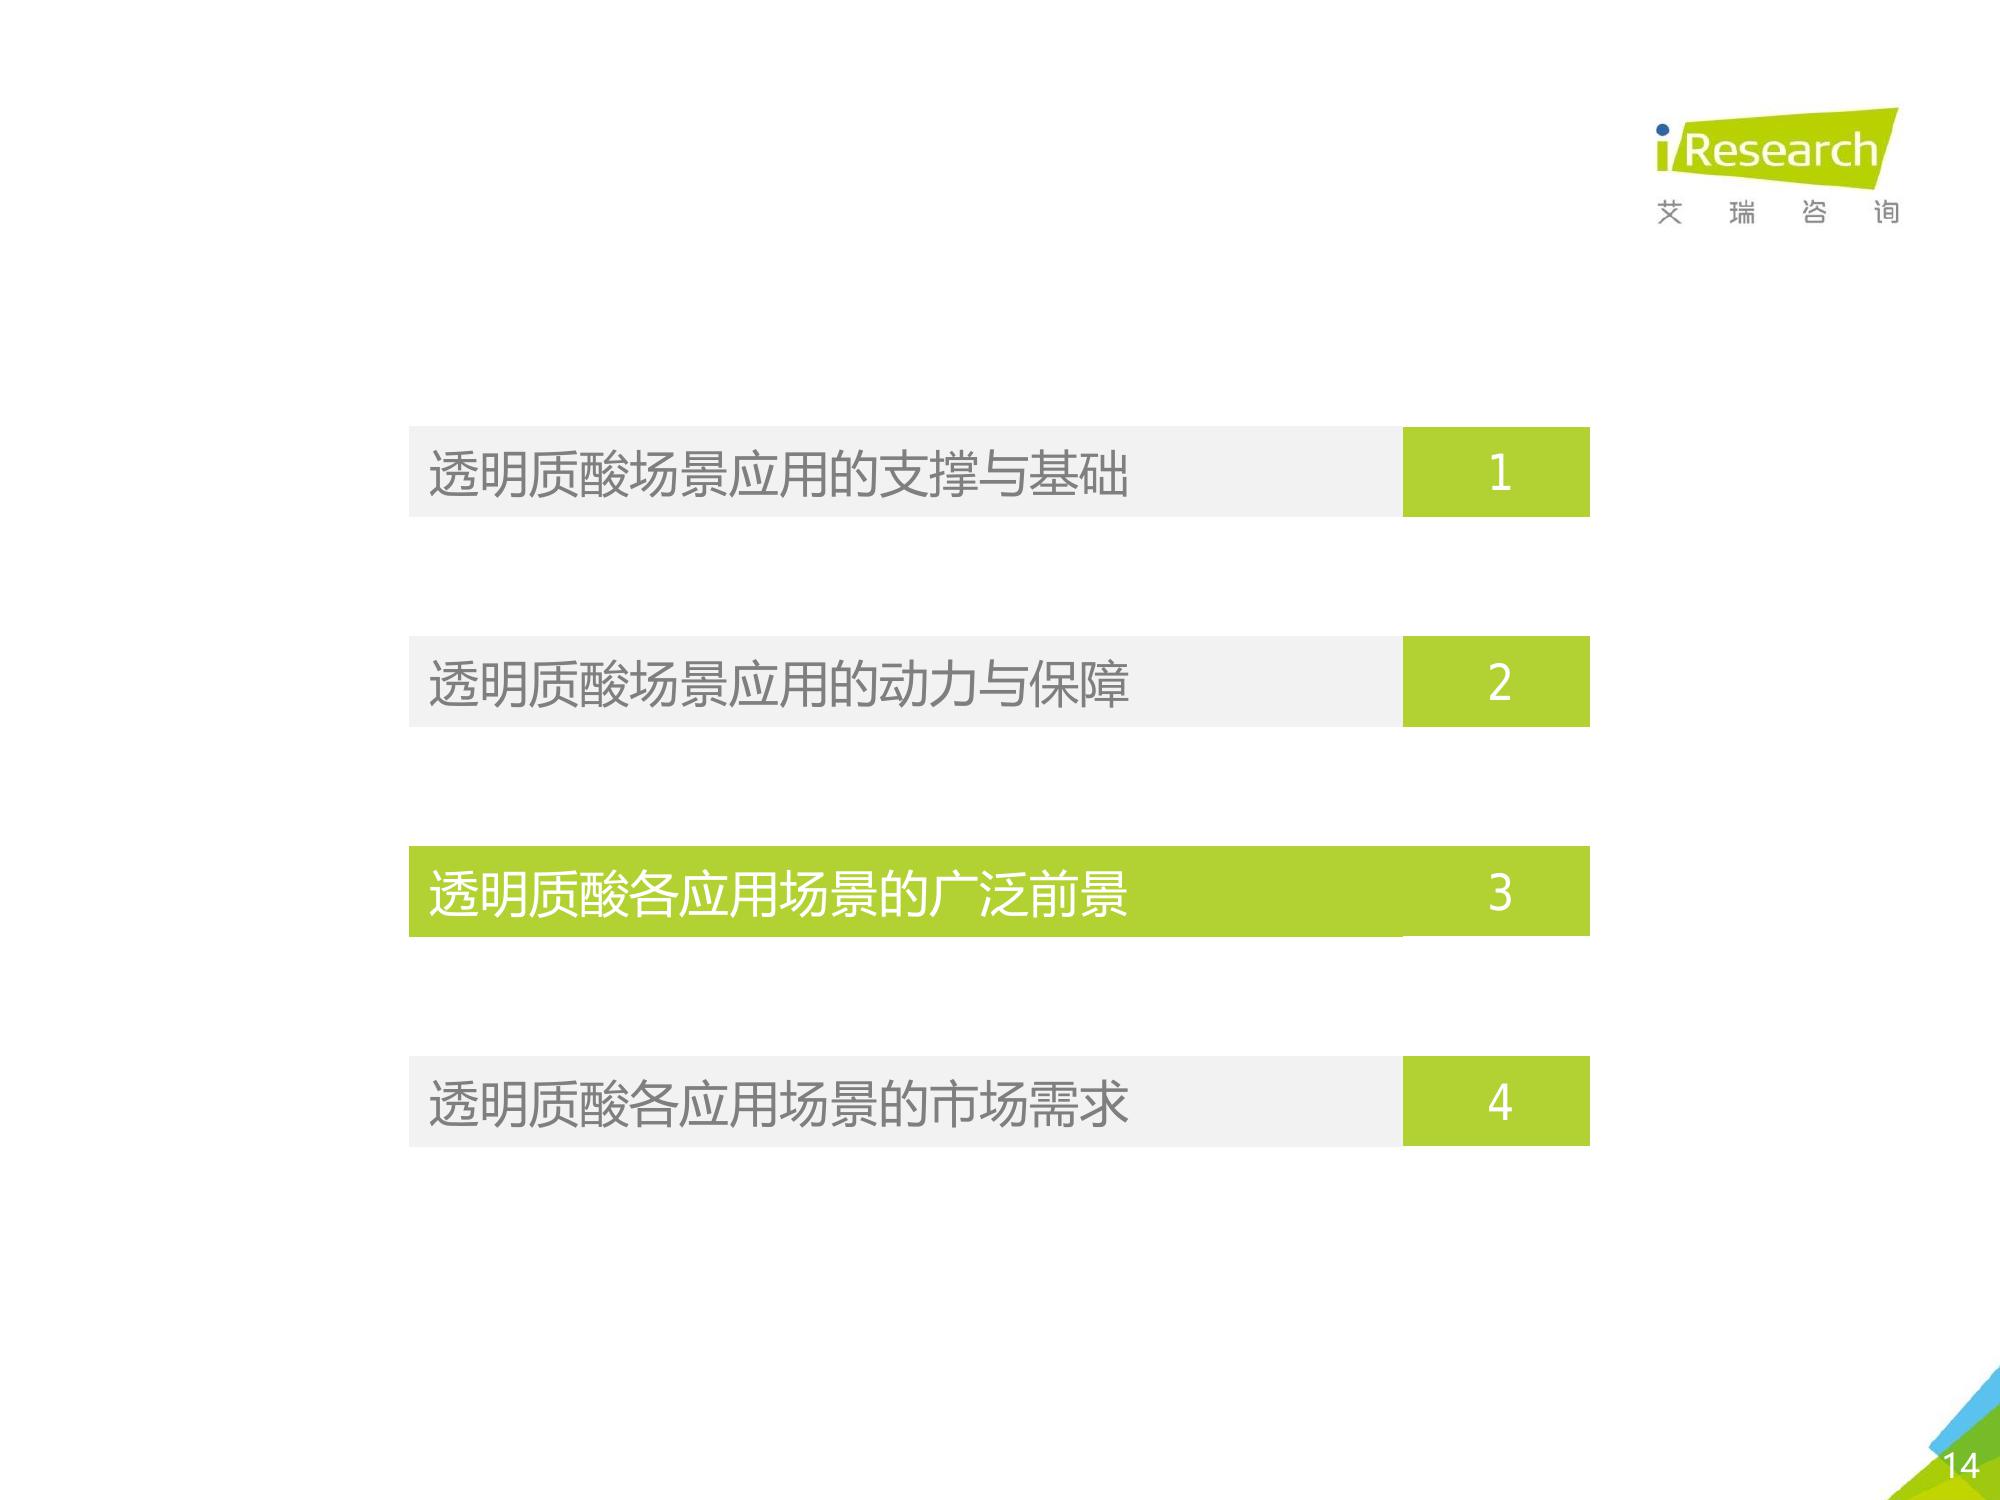 iResearch
艾瑞咨询
透明质酸场景应用的支撑与基础 1
透明质酸场景应用的动力与保障 2
透明质酸各应用场景的广泛前景 3
透明质酸各应用场景的市场需求 4
14